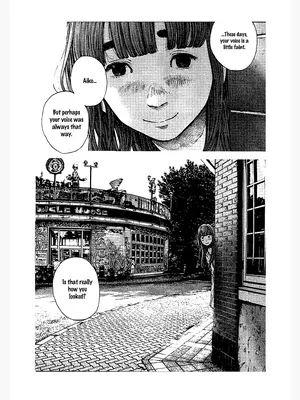 ...These days,
your voice is a
little faint.
Aiko...
But perhaps
your voice was
always that
way.
Is that really
how you
looked?